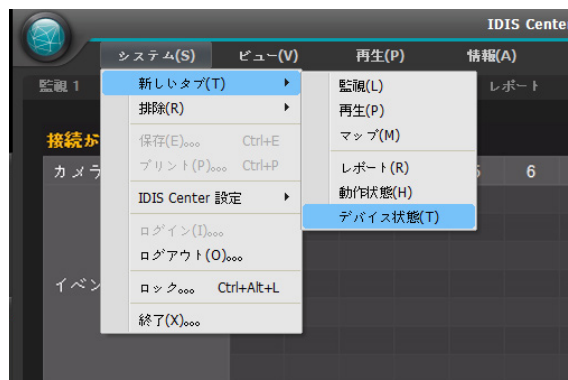 IDIS Cente
システム(S) ビュー(V) 再生(P) 情報(A)
監視 1
レポート
新しいタブ(T)
排除(R)
保存(E)... Ctrl+E
プリント(P)... Ctrl+P
IDIS Center 設定
ログイン(I)...
ログアウト(O)...
ロック... Ctrl+Alt+L
終了(X)...
監視(L)
再生(P)
マップ(M)
レポート(R)
動作状態(H)
デバイス状態(T)
接続が
カメラ
6
イベン